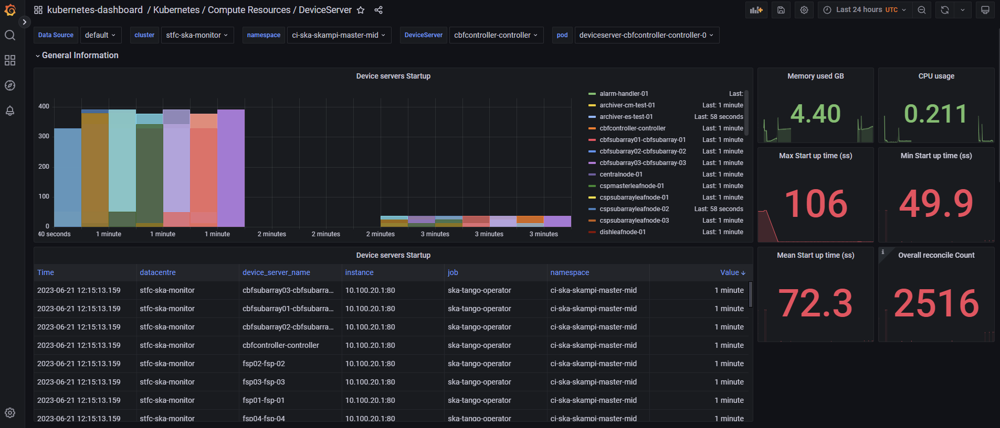 kubernetes-dashboard / Kubernetes / Compute Resources / DeviceServer
Last 24 hours UTC
Data Source default cluster stfc-ska-monitor namespace ci-ska-skampi-master-mid DeviceServer cbfcontroller-controller pod deviceserver-cbfcontroller-controller-0
General Information
Device servers Startup
400
300
200
100
0
40 seconds 1 minute 1 minute 1 minute 2 minutes 2 minutes 2 minutes 3 minutes 3 minutes 3 minutes
alarm-handler-01 Last:
archiver-cm-test-01 Last: 1 minute
archiver-es-test-01 Last: 58 seconds
cbfcontroller-controller Last: 1 minute
cbfsubarray01-cbfsubarray-01 Last: 1 minute
cbfsubarray02-cbfsubarray-02 Last: 1 minute
cbfsubarray03-cbfsubarray-03 Last: 1 minute
centralnode-01 Last: 1 minute
cspmasterleafnode-01 Last: 1 minute
cspsubarrayleafnode-01 Last: 1 minute
cspsubarrayleafnode-02 Last: 58 seconds
cspsubarrayleafnode-03 Last: 1 minute
dishleafnode-01 Last: 1 minute
Memory used GB
4.40
CPU usage
0.211
Max Start up time (ss)
106
Min Start up time (ss)
49.9
Mean Start up time (ss)
72.3
i
Overall reconcile Count
2516
Device servers Startup
Time datacentre device_server_name instance job namespace Value
2023-06-21 12:15:13.159 stfc-ska-monitor cbfsubarray03-cbfsubarra... 10.100.20.1:80 ska-tango-operator ci-ska-skampi-master-mid 1 minute
2023-06-21 12:15:13.159 stfc-ska-monitor cbfsubarray01-cbfsubarra... 10.100.20.1:80 ska-tango-operator ci-ska-skampi-master-mid 1 minute
2023-06-21 12:15:13.159 stfc-ska-monitor cbfsubarray02-cbfsubarra... 10.100.20.1:80 ska-tango-operator ci-ska-skampi-master-mid 1 minute
2023-06-21 12:15:13.159 stfc-ska-monitor cbfcontroller-controller 10.100.20.1:80 ska-tango-operator ci-ska-skampi-master-mid 1 minute
2023-06-21 12:15:13.159 stfc-ska-monitor fsp02-fsp-02 10.100.20.1:80 ska-tango-operator ci-ska-skampi-master-mid 1 minute
2023-06-21 12:15:13.159 stfc-ska-monitor fsp03-fsp-03 10.100.20.1:80 ska-tango-operator ci-ska-skampi-master-mid 1 minute
2023-06-21 12:15:13.159 stfc-ska-monitor fsp01-fsp-01 10.100.20.1:80 ska-tango-operator ci-ska-skampi-master-mid 1 minute
2023-06-21 12:15:13.159 stfc-ska-monitor fsp04-fsp-04 10.100.20.1:80 ska-tango-operator ci-ska-skampi-master-mid 1 minute